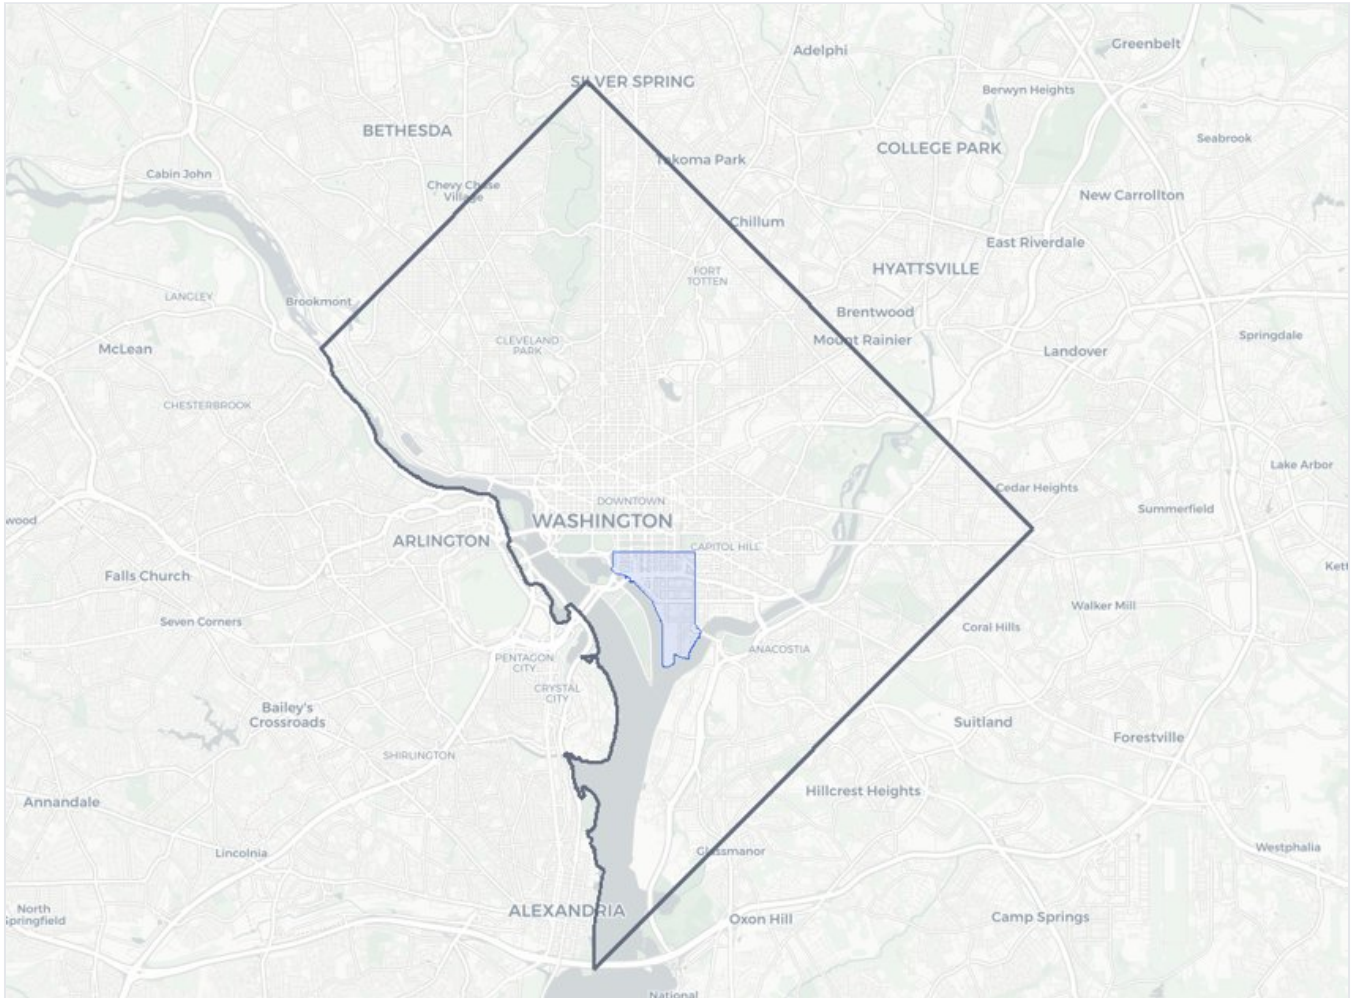 Adelphi
Greenbelt
SILVER SPRING
Berwyn Heights
BETHESDA
Seabrook
COLLEGE PARK
Takoma Park
Cabin John
Chevy Chase
Village
New Carrollton
Chillum
East Riverdale
HYATTSVILLE
FORT
TOTTEN
LANGLEY
Brookmont
Brentwood
Springdale
Mount Rainier
CLEVELAND
PARK
McLean
Landover
CHESTERBROOK
Lake Arbor
Cedar Heights
DOWNTOWN
Summerfield
wood
WASHINGTON
ARLINGTON
CAPITOL HILL
Kett
Falls Church
Walker Mill
Seven Corners
Coral Hills
ANACOSTIA
PENTAGON
CITY
CRYSTAL
CITY
Bailey's
Crossroads
Suitland
Forestville
SHIRLINGTON
Hillcrest Heights
Annandale
Lincolnia
Glassmanor
Westphalia
North
Springfield
ALEXANDRIA
Oxon Hill
Camp Springs
National